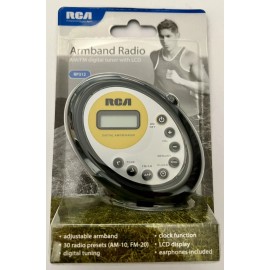 RCA
Armband Radio
AM/FM digital tuner with LCD
RP013
RCA
• adjustable armband
• 30 radio presets (AM-10, FM-20)
• digital tuning
• clock function
• LCD display
• earphones included